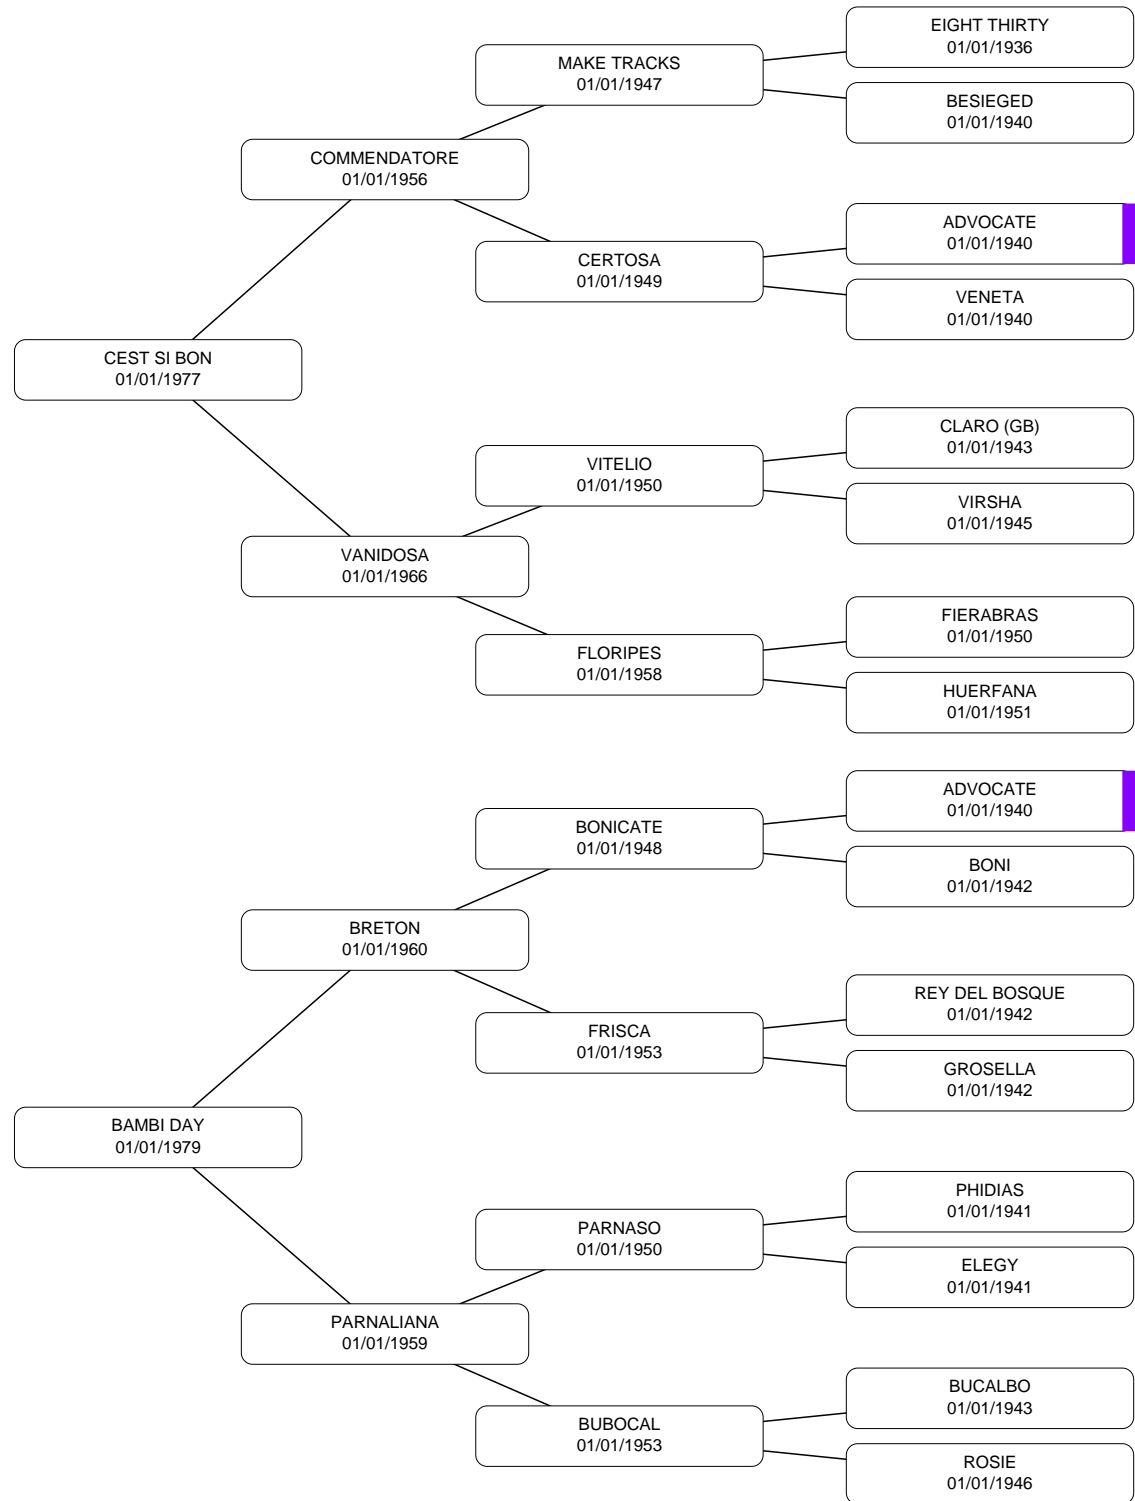 EIGHT THIRTY
01/01/1936
MAKE TRACKS
01/01/1947
BESIEGED
01/01/1940
COMMENDATORE
01/01/1956
ADVOCATE
01/01/1940
CERTOSA
01/01/1949
VENETA
01/01/1940
CEST SI BON
01/01/1977
CLARO (GB)
01/01/1943
VITELIO
01/01/1950
VIRSHA
01/01/1945
VANIDOSA
01/01/1966
FIERABRAS
01/01/1950
FLORIPES
01/01/1958
HUERFANA
01/01/1951
ADVOCATE
01/01/1940
BONICATE
01/01/1948
BONI
01/01/1942
BRETON
01/01/1960
REY DEL BOSQUE
01/01/1942
FRISCA
01/01/1953
GROSELLA
01/01/1942
BAMBI DAY
01/01/1979
PHIDIAS
01/01/1941
PARNASO
01/01/1950
ELEGY
01/01/1941
PARNALIANA
01/01/1959
BUCALBO
01/01/1943
BUBOCAL
01/01/1953
ROSIE
01/01/1946